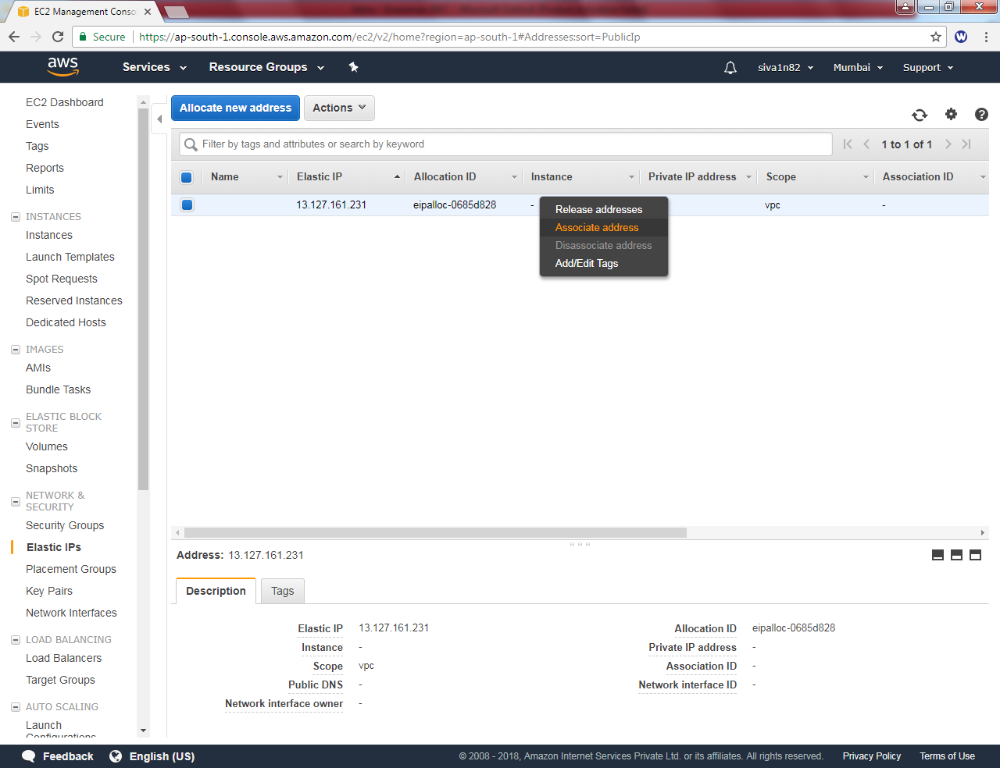 EC2 Management Conso
Secure
https://ap-south-1.console.aws.amazon.com/ec2/v2/home?region=ap-south-1#Addresses:sort=PublicIp
W
aws
Services
Resource Groups
siva1n82
Mumbai
Support
EC2 Dashboard
Events
Tags
Reports
Limits
INSTANCES
Instances
Launch Templates
Spot Requests
Reserved Instances
Dedicated Hosts
IMAGES
AMIs
Bundle Tasks
ELASTIC BLOCK
STORE
Volumes
Snapshots
NETWORK &
SECURITY
Security Groups
Elastic IPs
Placement Groups
Key Pairs
Network Interfaces
LOAD BALANCING
Load Balancers
Target Groups
AUTO SCALING
Launch
Configurations
Allocate new address
Actions
Filter by tags and attributes or search by keyword
1 to 1 of 1
Name Elastic IP Allocation ID Instance Private IP address Scope Association ID
13.127.161.231 eipalloc-0685d828 - vpc -
Release addresses
Associate address
Disassociate address
Add/Edit Tags
Address: 13.127.161.231
Description
Tags
Elastic IP 13.127.161.231
Instance -
Scope vpc
Public DNS -
Network interface owner -
Allocation ID eipalloc-0685d828
Private IP address -
Association ID -
Network interface ID -
Feedback
English (US)
© 2008 - 2018, Amazon Internet Services Private Ltd. or its affiliates. All rights reserved.
Privacy Policy
Terms of Use